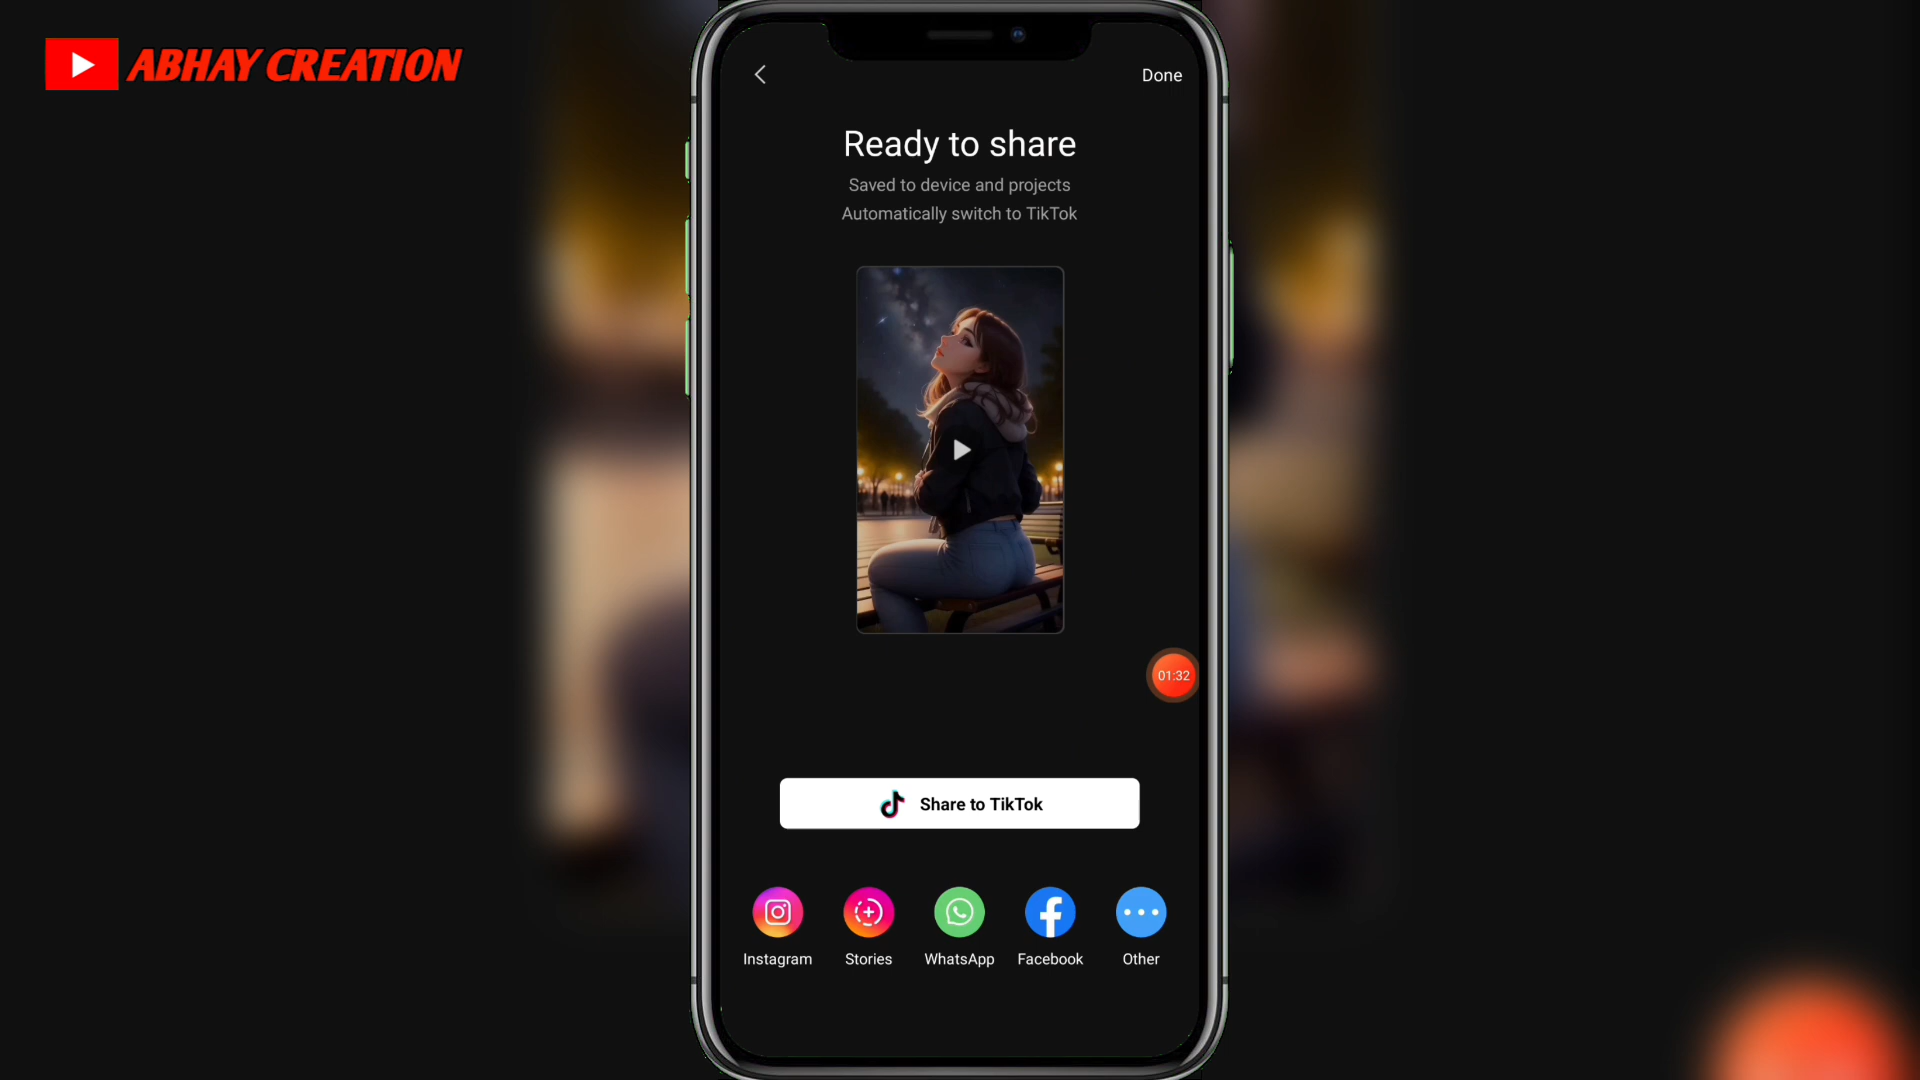 ABHAY CREATION
Done
Ready to share
Saved to device and projects
Automatically switch to TikTok
01:32
Share to TikTok
Instagram
Stories
WhatsApp
Facebook
Other